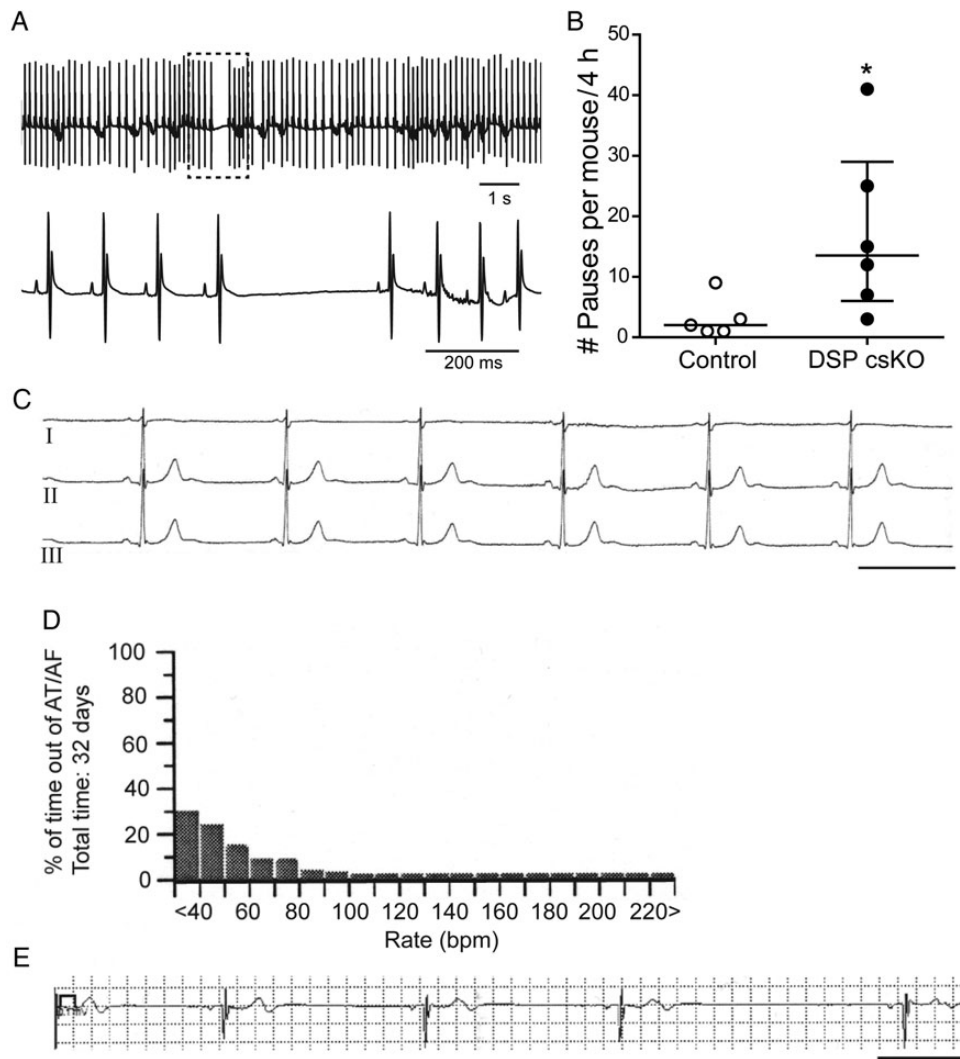 A
1 s
200 ms
B
# Pauses per mouse/4 h
50
40
30
20
10
0
*
Control
DSP csKO
C
I
II
III
D
% of time out of AT/AF
Total time: 32 days
100
80
60
40
20
0
<40 60 80 100 120 140 160 180 200 220>
Rate (bpm)
E